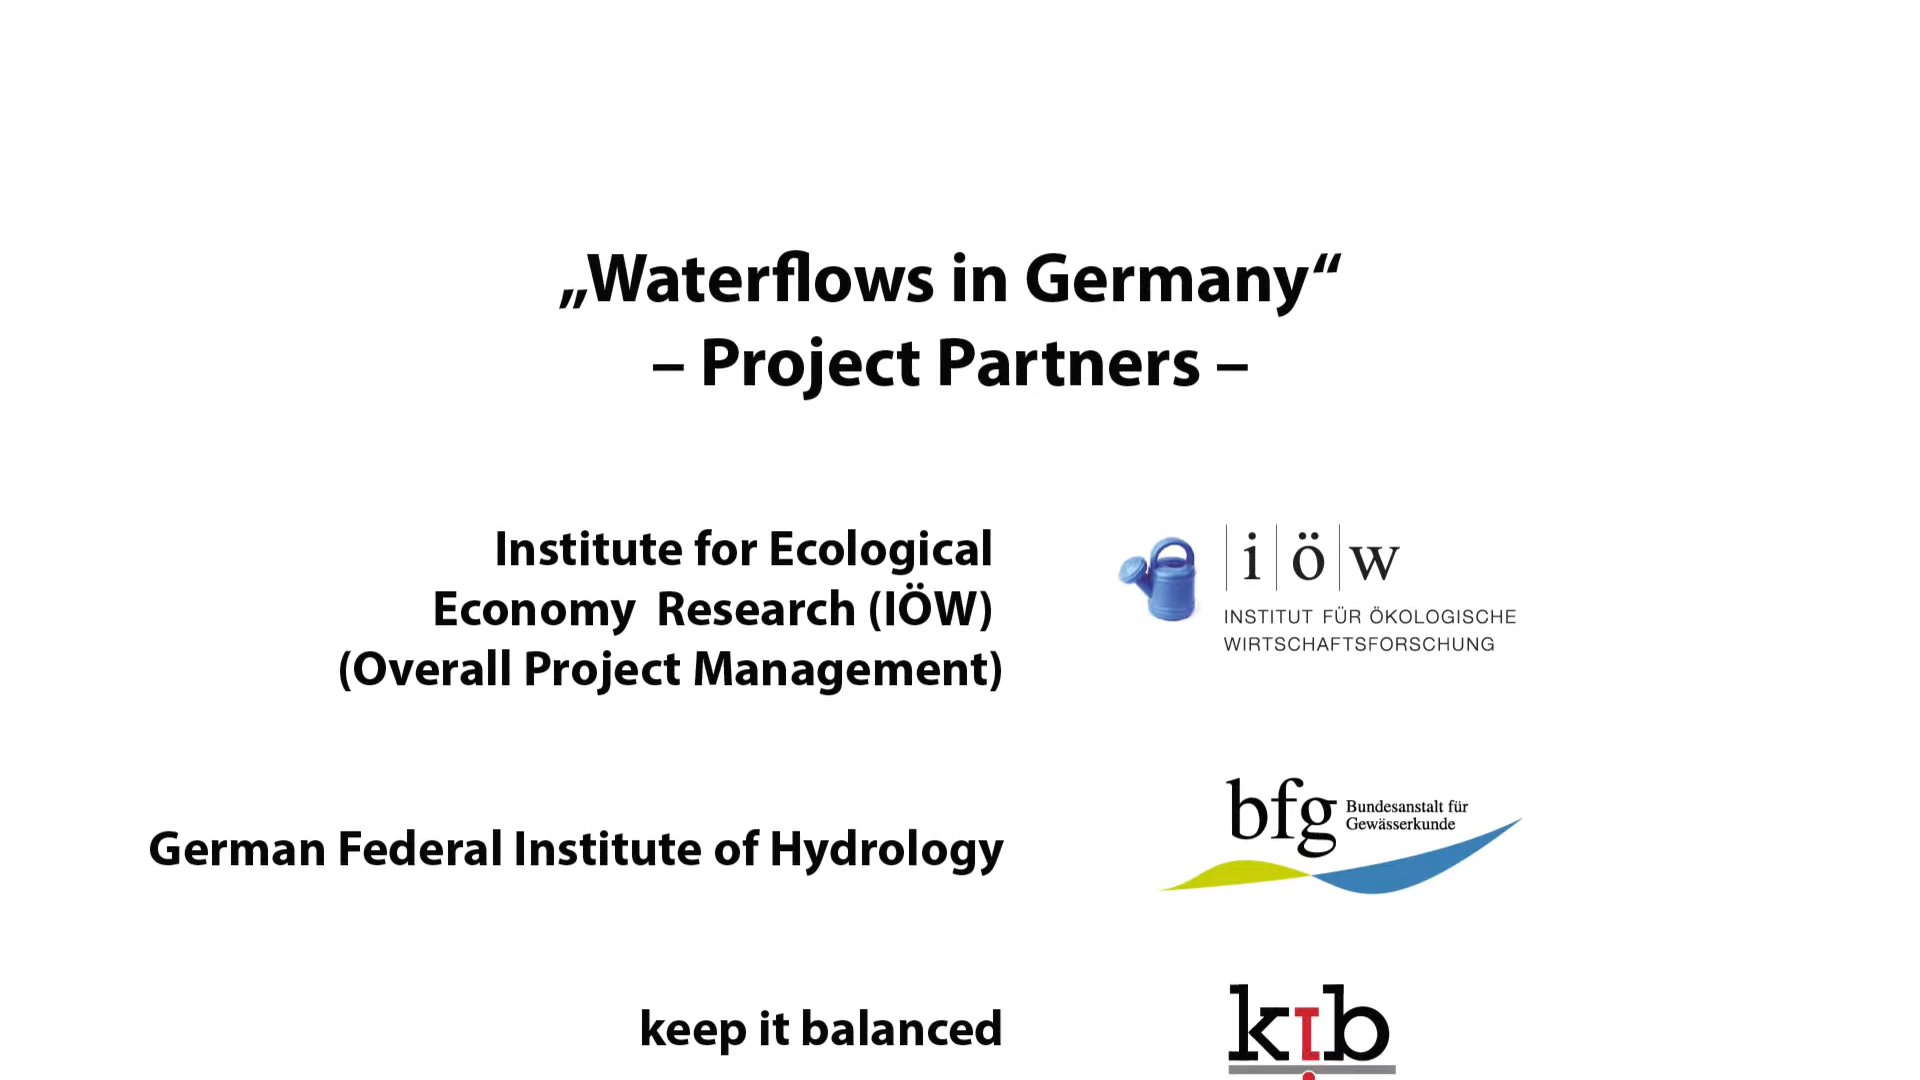 „Waterflows in Germany“
– Project Partners –
Institute for Ecological
Economy  Research (IÖW)
(Overall Project Management)
i ö w
INSTITUT FÜR ÖKOLOGISCHE
WIRTSCHAFTSFORSCHUNG
German Federal Institute of Hydrology
bfg
Bundesanstalt für
Gewässerkunde
keep it balanced
kib